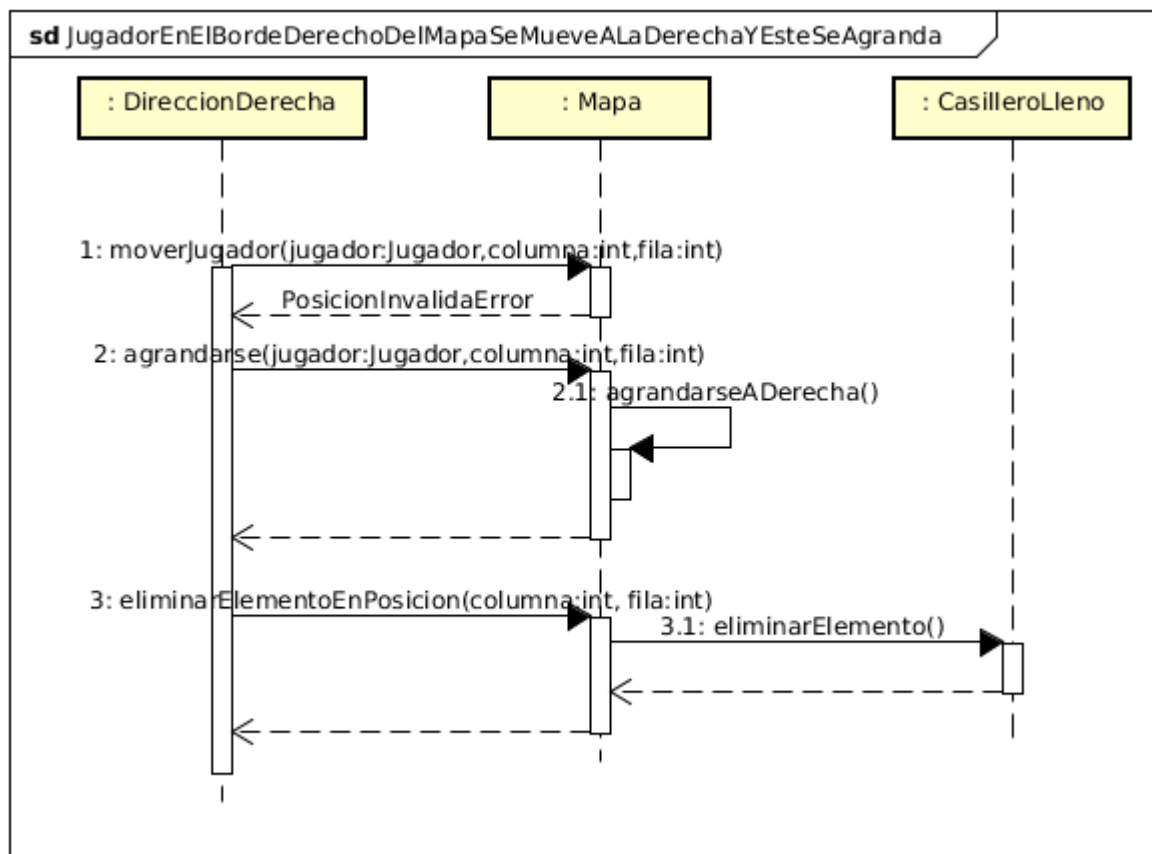 sd JugadorEnElBordeDerechoDelMapaSeMueveALaDerechaYEsteSeAgranda
: DireccionDerecha
: Mapa
: CasilleroLleno
1: moverJugador(jugador:Jugador,columna:int,fila:int)
PosicionInvalidaError
2: agrandarse(jugador:Jugador,columna:int,fila:int)
2.1: agrandarseADerecha()
3: eliminarElementoEnPosicion(columna:int, fila:int)
3.1: eliminarElemento()